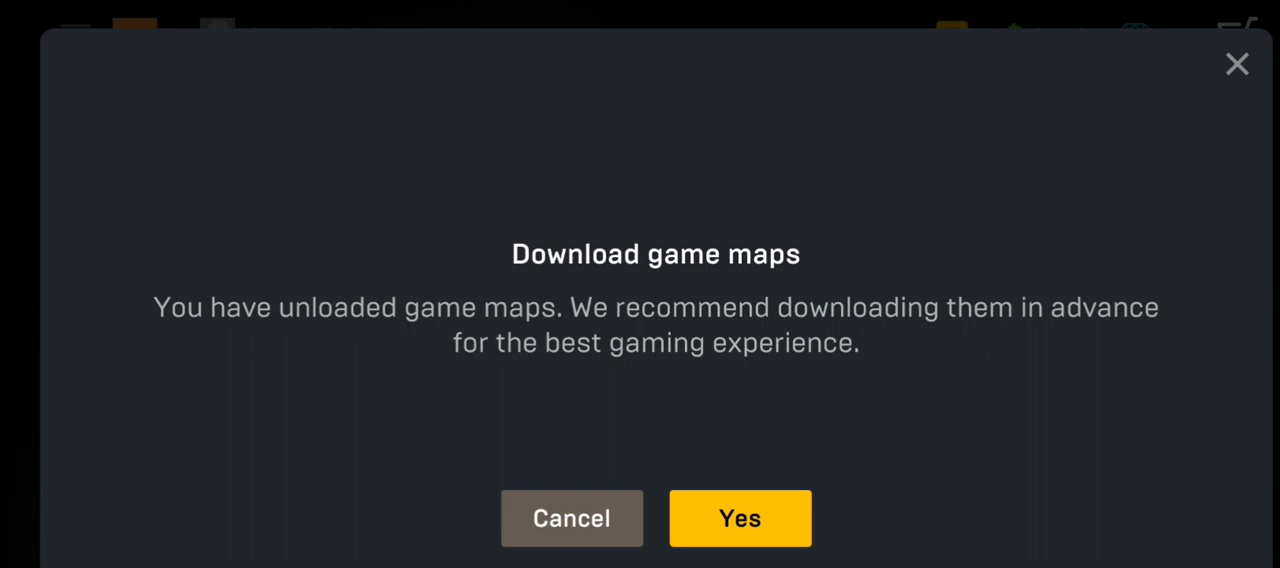 Download game maps
You have unloaded game maps. We recommend downloading them in advance
for the best gaming experience.
Cancel
Yes